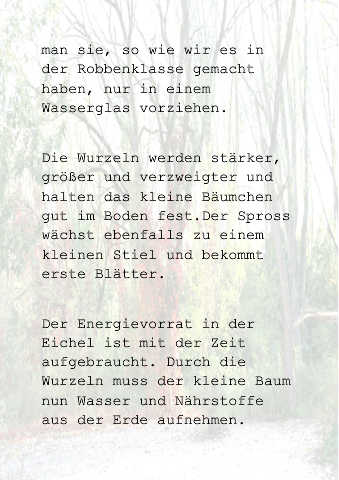 man sie, so wie wir es in
der Robbenklasse gemacht
haben, nur in einem
Wasserglas vorziehen.
Die Wurzeln werden stärker,
größer und verzweigter und
halten das kleine Bäumchen
gut im Boden fest.Der Spross
wächst ebenfalls zu einem
kleinen Stiel und bekommt
erste Blätter.
Der Energievorrat in der
Eichel ist mit der Zeit
aufgebraucht. Durch die
Wurzeln muss der kleine Baum
nun Wasser und Nährstoffe
aus der Erde aufnehmen.